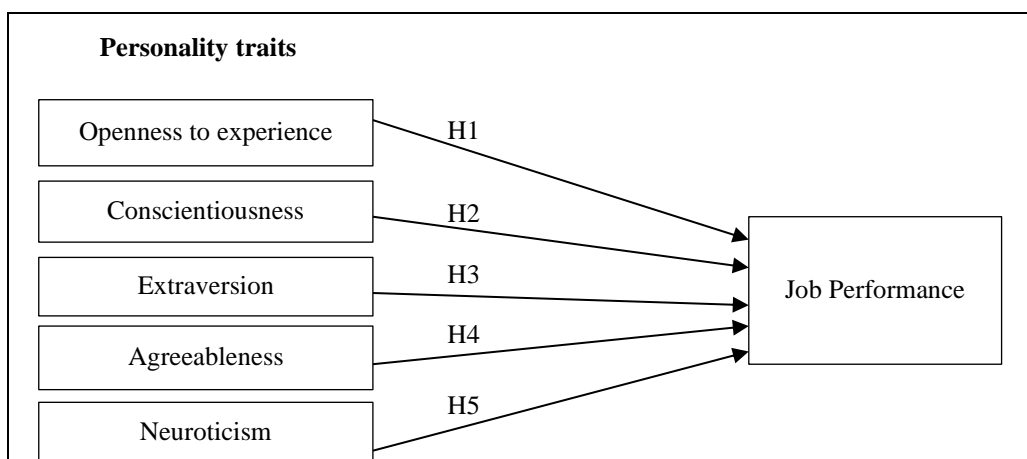 Personality traits
Openness to experience
H1
Conscientiousness
H2
Extraversion
H3
Agreeableness
H4
Neuroticism
H5
Job Performance